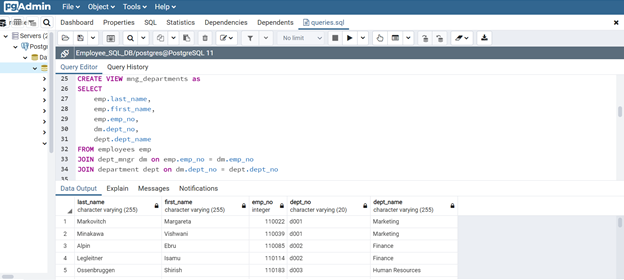 pgAdmin File Object Tools Help
Dashboard Properties SQL Statistics Dependencies Dependents queries.sql
Servers (
Postgr
Da
No limit
Employee_SQL_DB/postgres@PostgreSQL 11
Query Editor Query History
25 CREATE VIEW mng_departments as
26 SELECT
27 emp.last_name,
28 emp.first_name,
29 emp.emp_no,
30 dm.dept_no,
31 dept.dept_name
32 FROM employees emp
33 JOIN dept_mngr dm on emp.emp_no = dm.emp_no
34 JOIN department dept on dm.dept_no = dept.dept_no
35
Data Output Explain Messages Notifications
last_name first_name emp_no dept_no dept_name
character varying (255) character varying (255) integer character varying (20) character varying (255)
1 Markovitch Margareta 110022 d001 Marketing
2 Minakawa Vishwani 110039 d001 Marketing
3 Alpin Ebru 110085 d002 Finance
4 Legleitner Isamu 110114 d002 Finance
5 Ossenbruggen Shirish 110183 d003 Human Resources